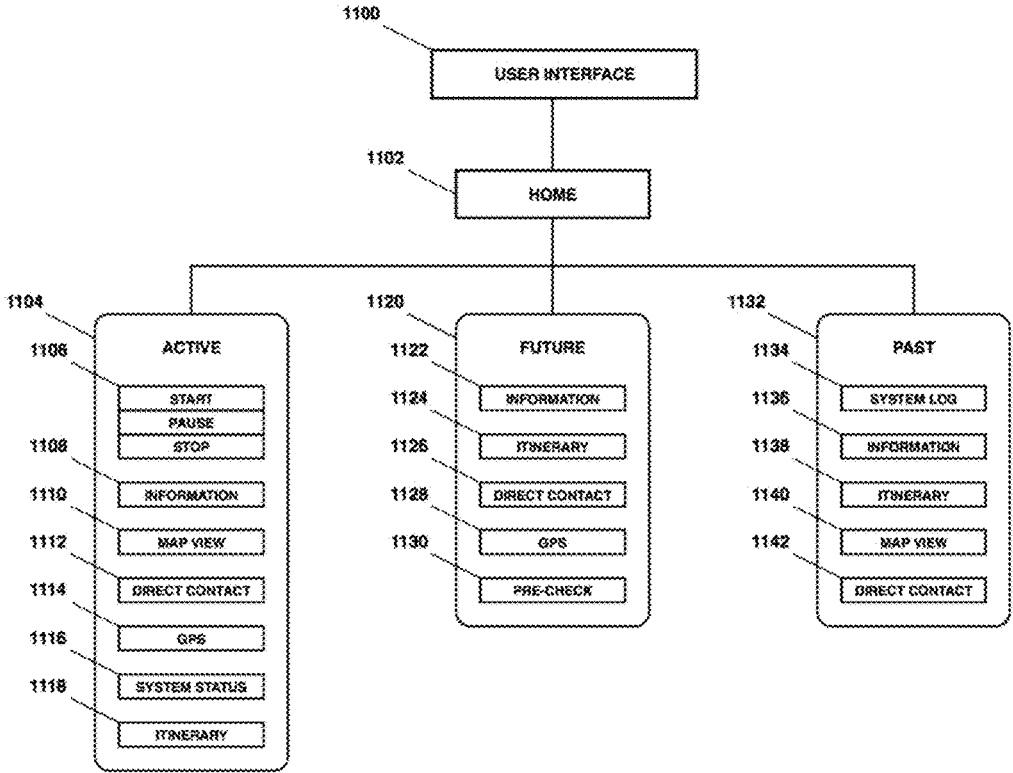 1100
USER INTERFACE
1102
HOME
1104
ACTIVE
1106
START
PAUSE
STOP
1108
INFORMATION
1110
MAP VIEW
1112
DIRECT CONTACT
1114
GPS
1116
SYSTEM STATUS
1118
ITINERARY
1120
FUTURE
1122
INFORMATION
1124
ITINERARY
1126
DIRECT CONTACT
1128
GPS
1130
PRE-CHECK
1132
PAST
1134
SYSTEM LOG
1136
INFORMATION
1138
ITINERARY
1140
MAP VIEW
1142
DIRECT CONTACT